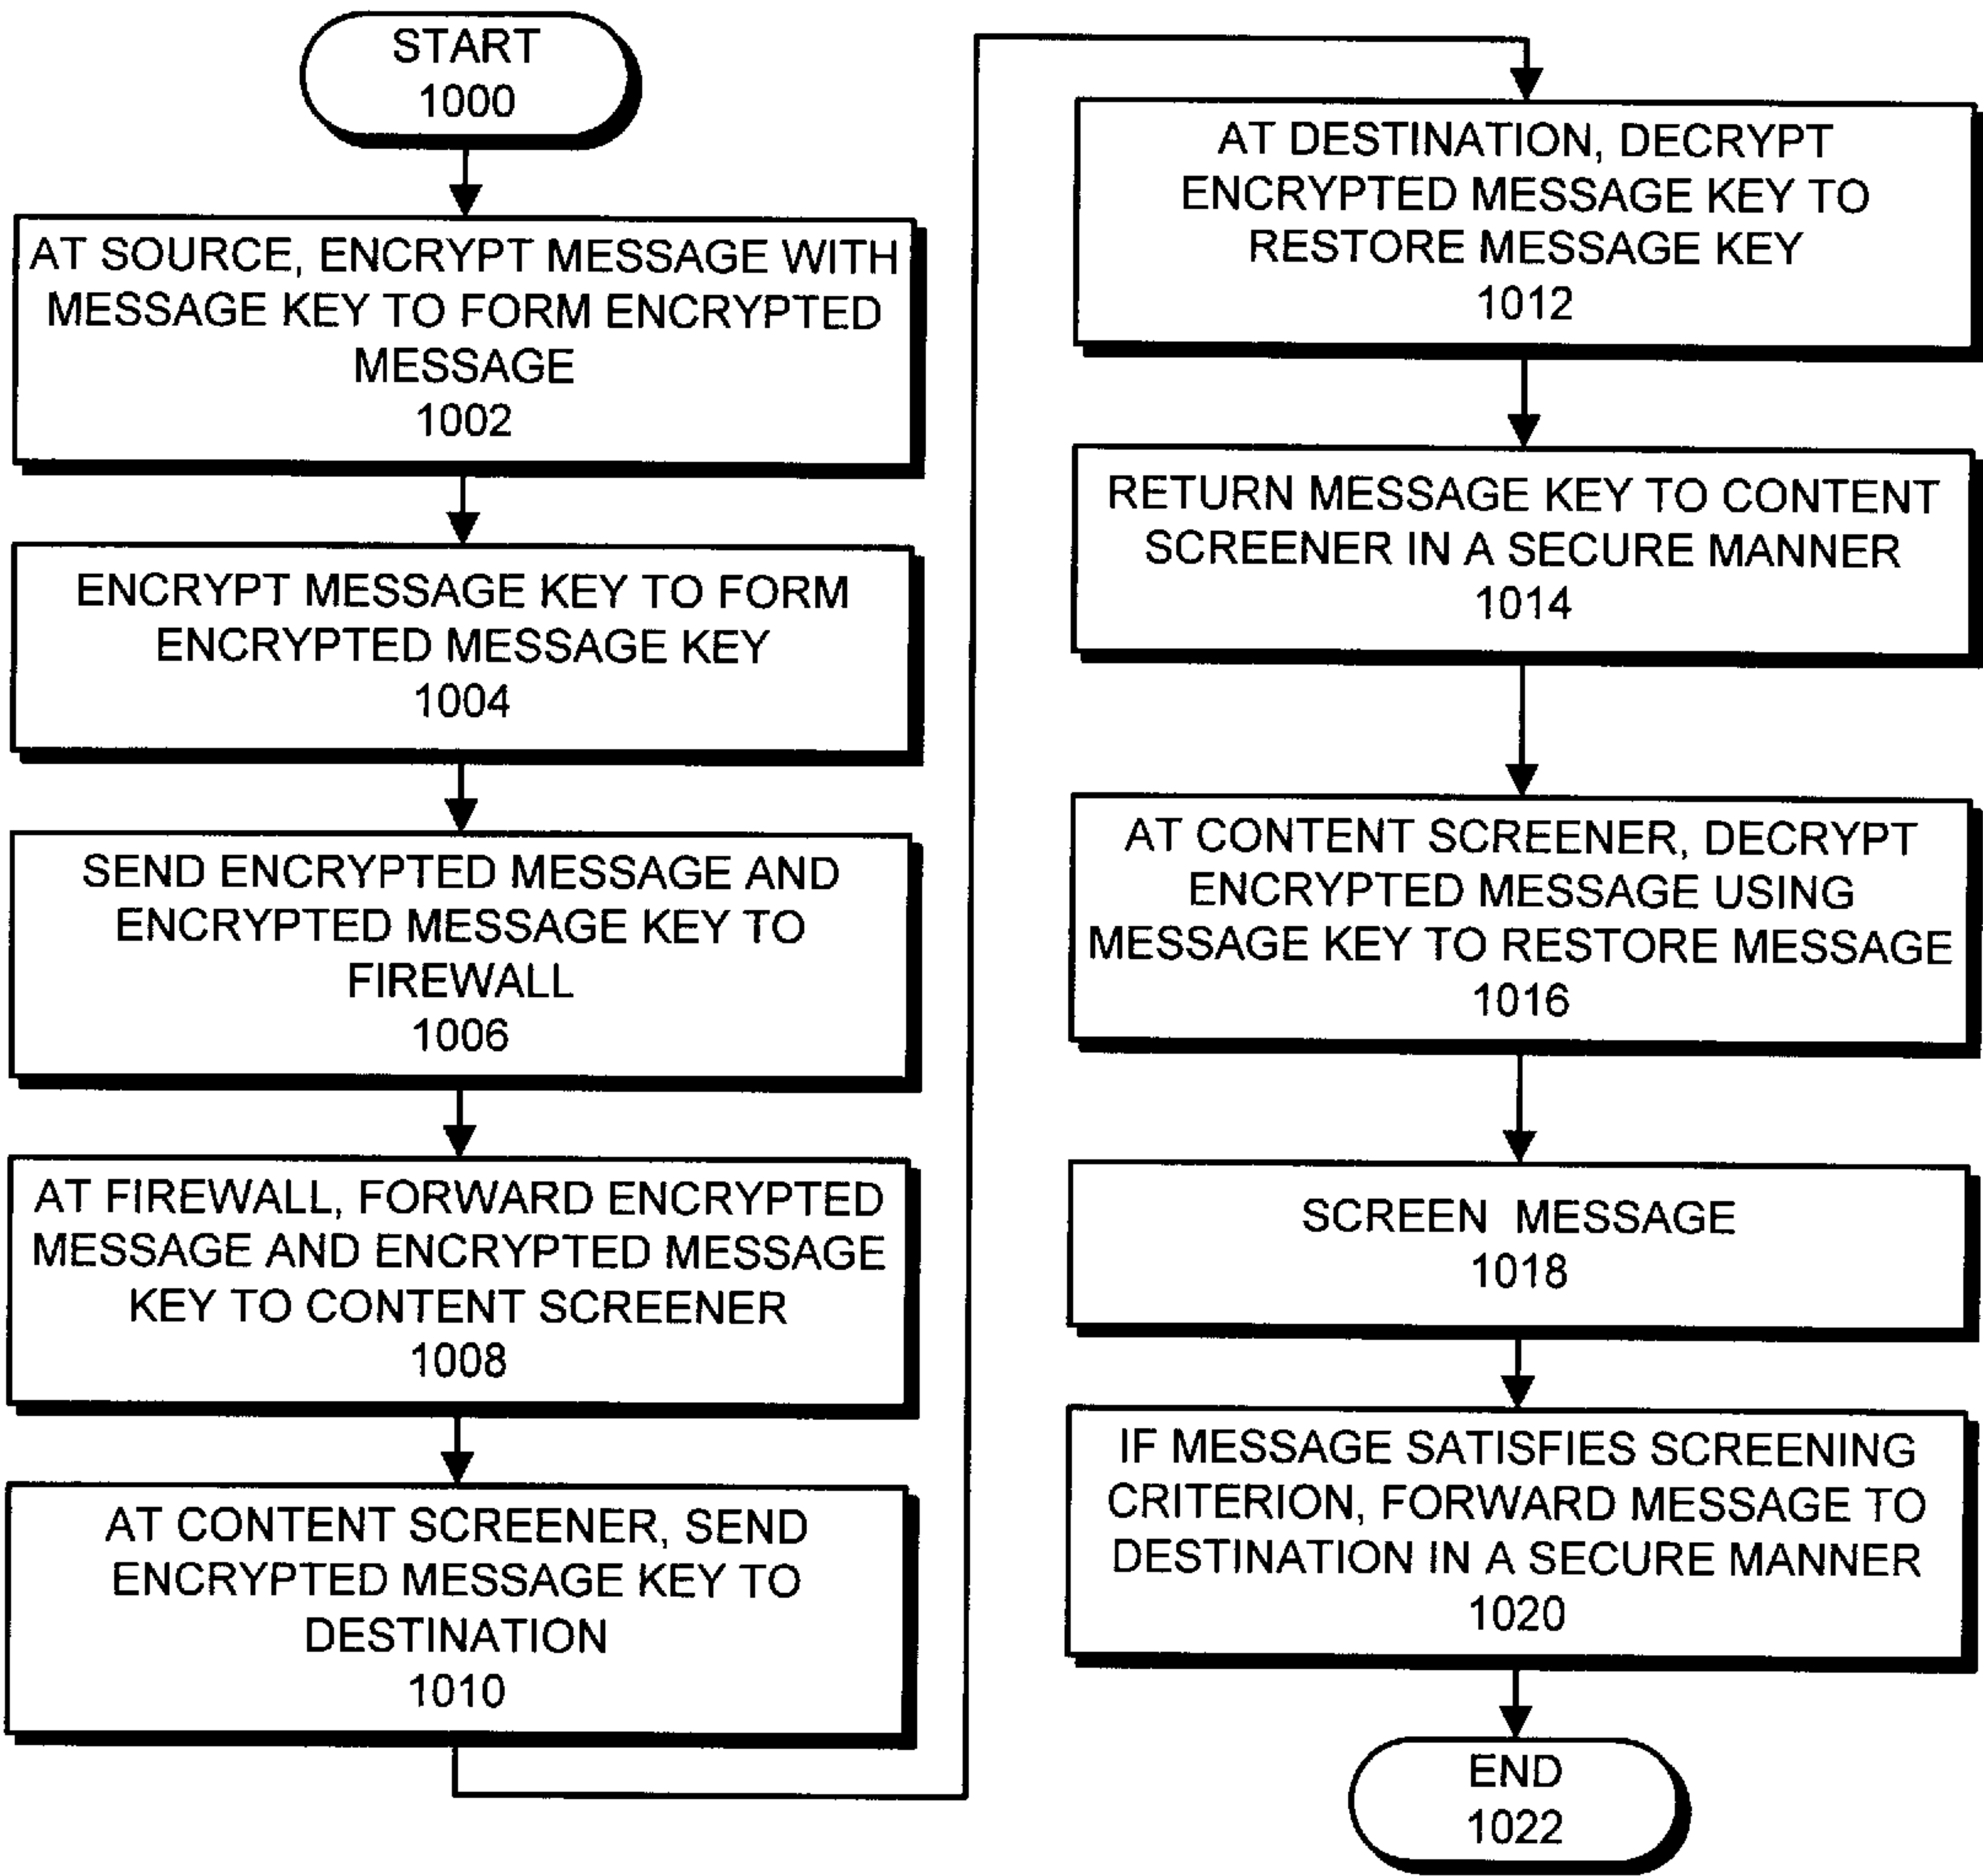 START
1000
AT SOURCE, ENCRYPT MESSAGE WITH
MESSAGE KEY TO FORM ENCRYPTED
MESSAGE
1002
ENCRYPT MESSAGE KEY TO FORM
ENCRYPTED MESSAGE KEY
1004
SEND ENCRYPTED MESSAGE AND
ENCRYPTED MESSAGE KEY TO
FIREWALL
1006
AT FIREWALL, FORWARD ENCRYPTED
MESSAGE AND ENCRYPTED MESSAGE
KEY TO CONTENT SCREENER
1008
AT CONTENT SCREENER, SEND
ENCRYPTED MESSAGE KEY TO
DESTINATION
1010
AT DESTINATION, DECRYPT
ENCRYPTED MESSAGE KEY TO
RESTORE MESSAGE KEY
1012
RETURN MESSAGE KEY TO CONTENT
SCREENER IN A SECURE MANNER
1014
AT CONTENT SCREENER, DECRYPT
ENCRYPTED MESSAGE USING
MESSAGE KEY TO RESTORE MESSAGE
1016
SCREEN MESSAGE
1018
IF MESSAGE SATISFIES SCREENING
CRITERION, FORWARD MESSAGE TO
DESTINATION IN A SECURE MANNER
1020
END
1022